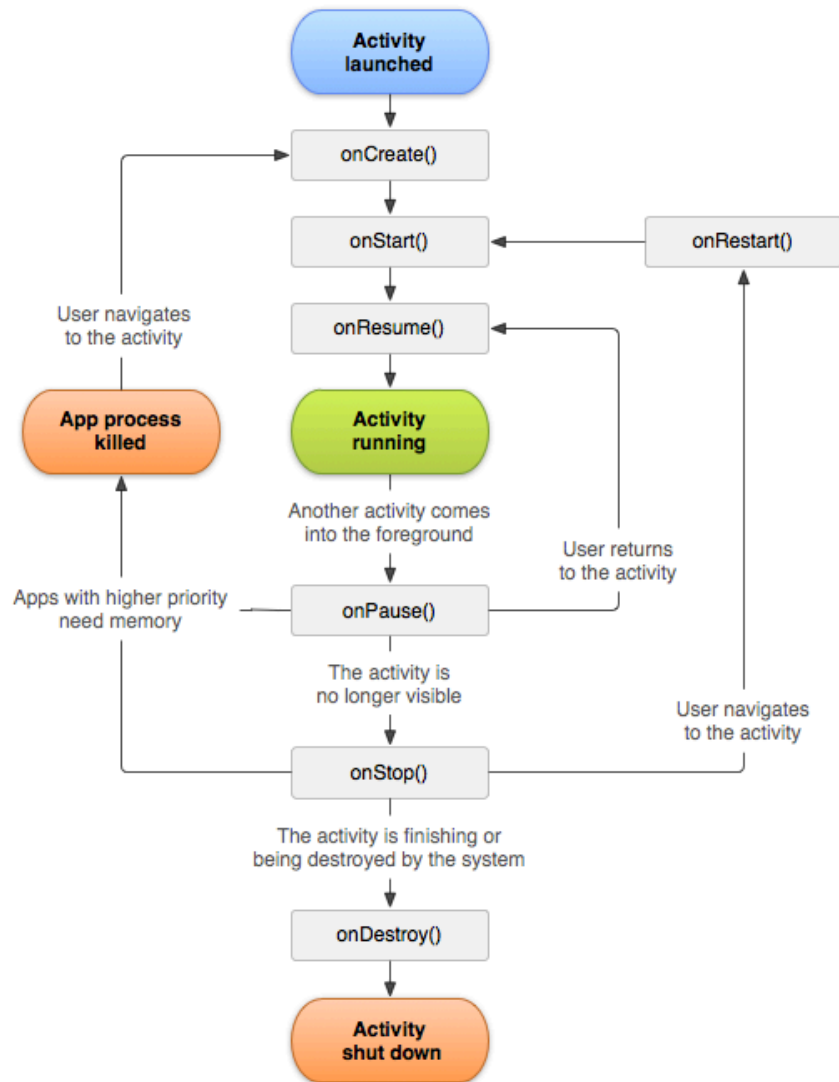 Activity
launched
onCreate()
onStart()
onRestart()
User navigates
to the activity
onResume()
App process
killed
Activity
running
Another activity comes
into the foreground
User returns
to the activity
Apps with higher priority
need memory
onPause()
The activity is
no longer visible
User navigates
to the activity
onStop()
The activity is finishing or
being destroyed by the system
onDestroy()
Activity
shut down